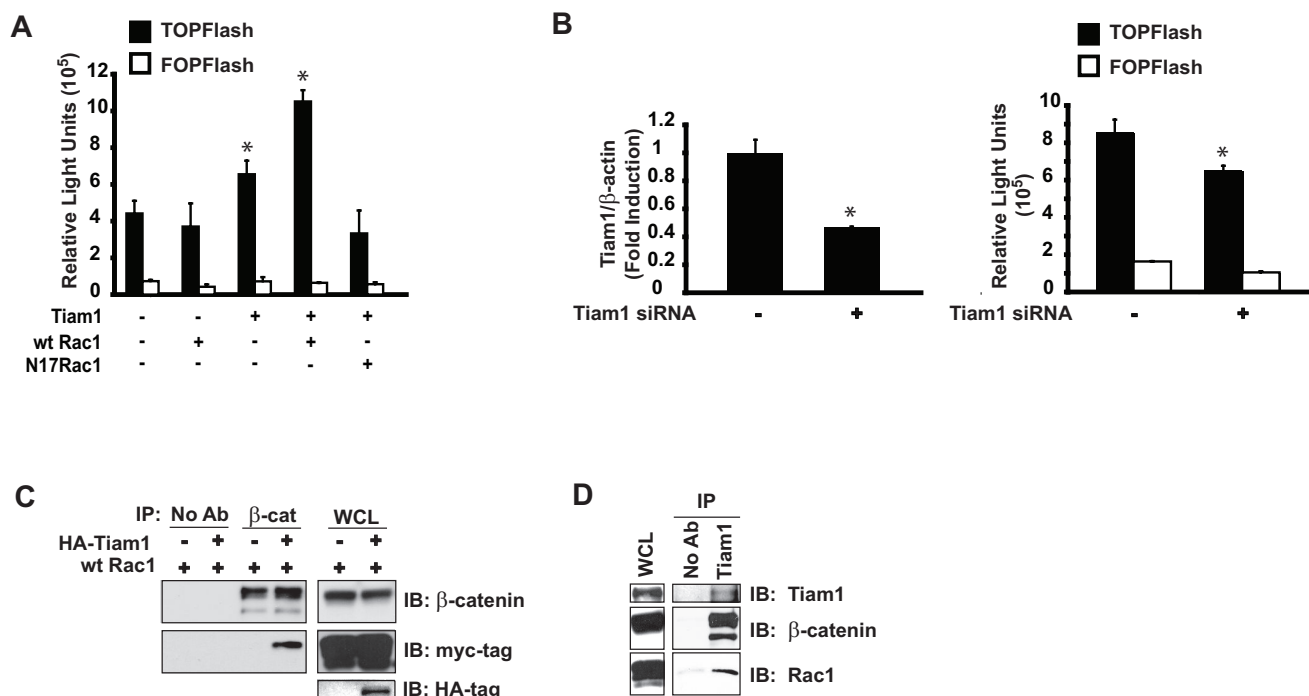 A
TOPFlash
FOPFlash
Relative Light Units (10⁵)
12
10
8
6
4
2
0
*
*
Tiam1 - - + + +
wt Rac1 - + - + -
N17Rac1 - - - - +
B
Tiam1/β-actin
(Fold Induction)
1.2
1
0.8
0.6
0.4
0.2
0
*
Tiam1 siRNA - +
TOPFlash
FOPFlash
Relative Light Units
(10⁵)
10
8
6
4
2
0
*
Tiam1 siRNA - +
C
IP: No Ab β-cat WCL
HA-Tiam1 - + - + - +
wt Rac1 + + + + + +
IB: β-catenin
IB: myc-tag
IB: HA-tag
D
IP
WCL No Ab Tiam1
IB: Tiam1
IB: β-catenin
IB: Rac1